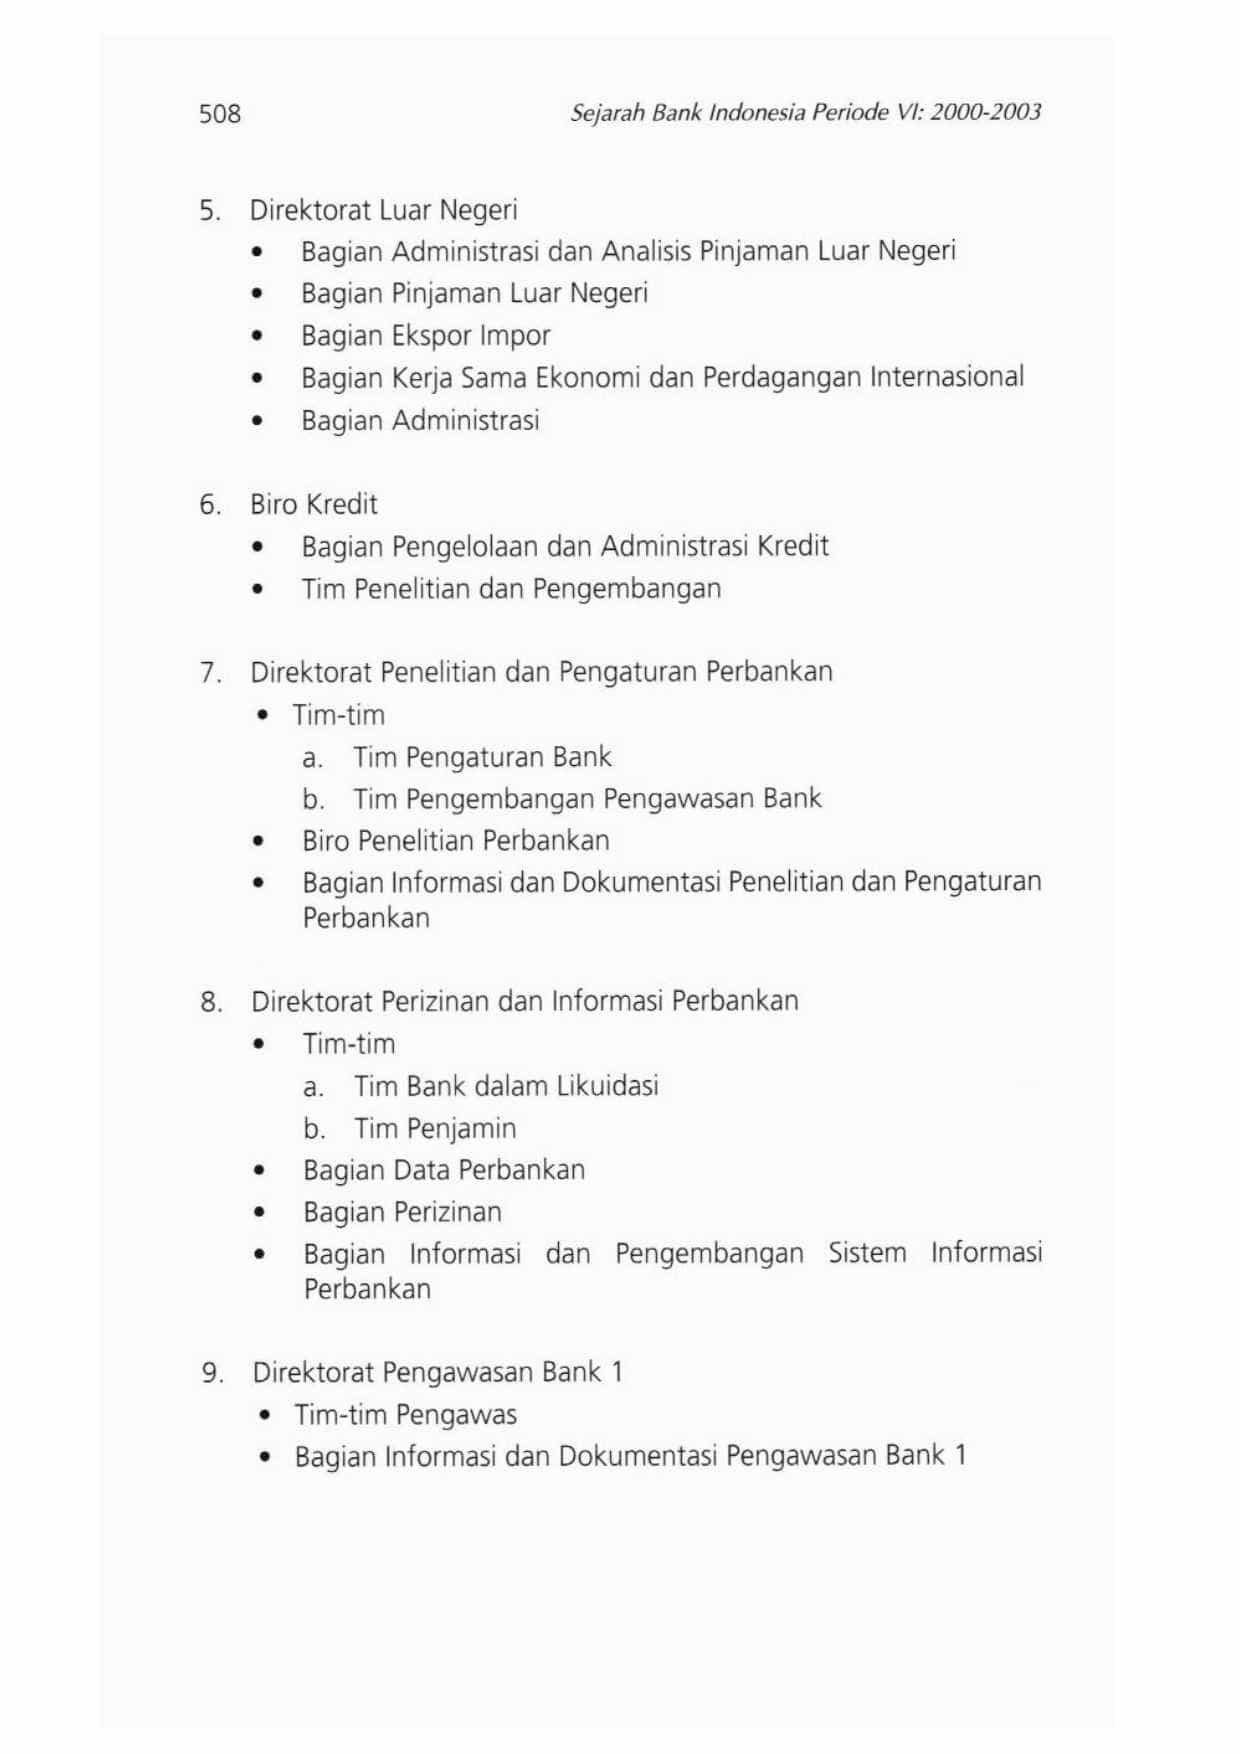 508
Sejarah Bank Indonesia Periode VI: 2000-2003
5. Direktorat Luar Negeri
• Bagian Administrasi dan Analisis Pinjaman Luar Negeri
• Bagian Pinjaman Luar Negeri
• Bagian Ekspor Impor
• Bagian Kerja Sama Ekonomi dan Perdagangan Internasional
• Bagian Administrasi
6. Biro Kredit
• Bagian Pengelolaan dan Administrasi Kredit
• Tim Penelitian dan Pengembangan
7. Direktorat Penelitian dan Pengaturan Perbankan
• Tim-tim
a. Tim Pengaturan Bank
b. Tim Pengembangan Pengawasan Bank
• Biro Penelitian Perbankan
• Bagian Informasi dan Dokumentasi Penelitian dan Pengaturan
Perbankan
8. Direktorat Perizinan dan Informasi Perbankan
• Tim-tim
a. Tim Bank dalam Likuidasi
b. Tim Penjamin
• Bagian Data Perbankan
• Bagian Perizinan
• Bagian Informasi dan Pengembangan Sistem Informasi
Perbankan
9. Direktorat Pengawasan Bank 1
• Tim-tim Pengawas
• Bagian Informasi dan Dokumentasi Pengawasan Bank 1